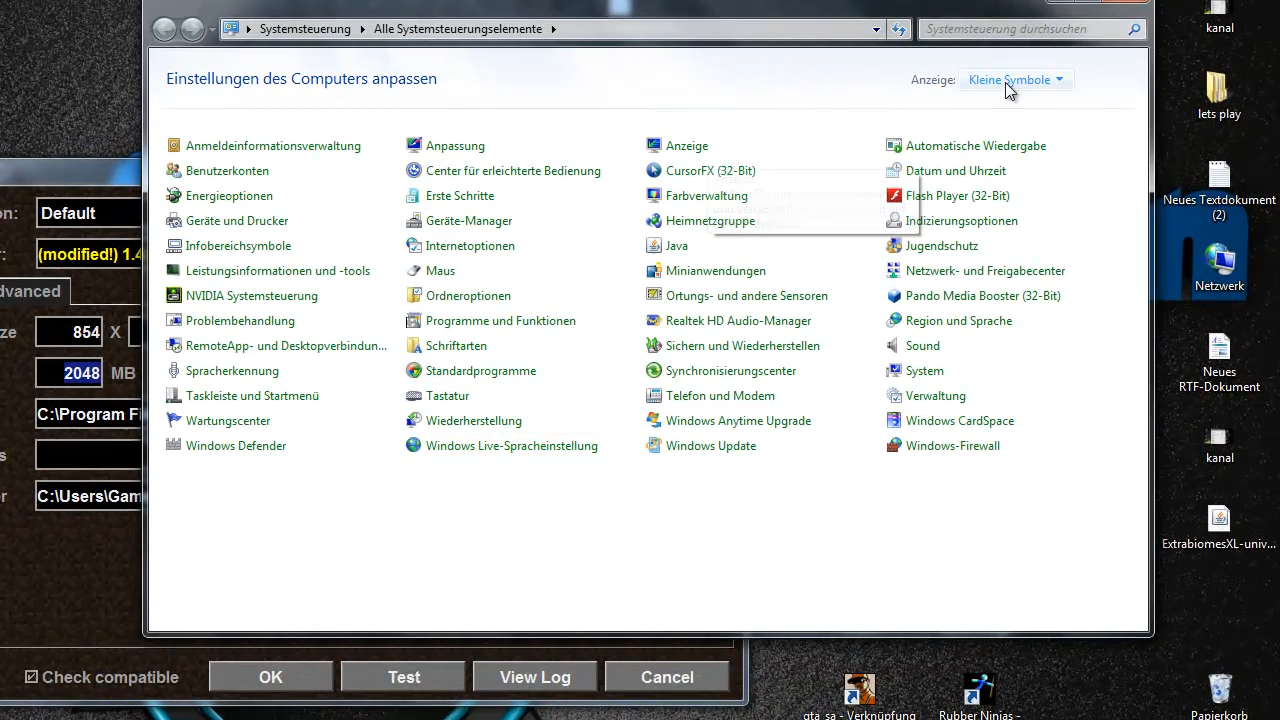 Systemsteuerung
Alle Systemsteuerungselemente
Systemsteuerung durchsuchen
Einstellungen des Computers anpassen
Anzeige: Kleine Symbole
Anmeldeinformationsverwaltung
Anpassung
Anzeige
Automatische Wiedergabe
Benutzerkonten
Center für erleichterte Bedienung
CursorFX (32-Bit)
Datum und Uhrzeit
Energieoptionen
Erste Schritte
Farbverwaltung
Flash Player (32-Bit)
Geräte und Drucker
Geräte-Manager
Heimnetzgruppe
Indizierungsoptionen
Infobereichsymbole
Internetoptionen
Java
Jugendschutz
Leistungsinformationen und -tools
Maus
Minianwendungen
Netzwerk- und Freigabecenter
NVIDIA Systemsteuerung
Ordneroptionen
Ortungs- und andere Sensoren
Pando Media Booster (32-Bit)
Problembehandlung
Programme und Funktionen
Realtek HD Audio-Manager
Region und Sprache
RemoteApp- und Desktopverbindun...
Schriftarten
Sichern und Wiederherstellen
Sound
Spracherkennung
Standardprogramme
Synchronisierungscenter
System
Taskleiste und Startmenü
Tastatur
Telefon und Modem
Verwaltung
Wartungscenter
Wiederherstellung
Windows Anytime Upgrade
Windows CardSpace
Windows Defender
Windows Live-Spracheinstellung
Windows Update
Windows-Firewall
on: Default
(modified!) 1.4
dvanced
ze 854 X
2048 MB
C:\Program Fi
s
r C:\Users\Gam
Check compatible
OK
Test
View Log
Cancel
kanal
lets play
Neues Textdokument
(2)
Netzwerk
Neues
RTF-Dokument
kanal
ExtrabiomesXL-univ...
gta_sa - Verknüpfung
Rubber Ninjas -
Papierkorb